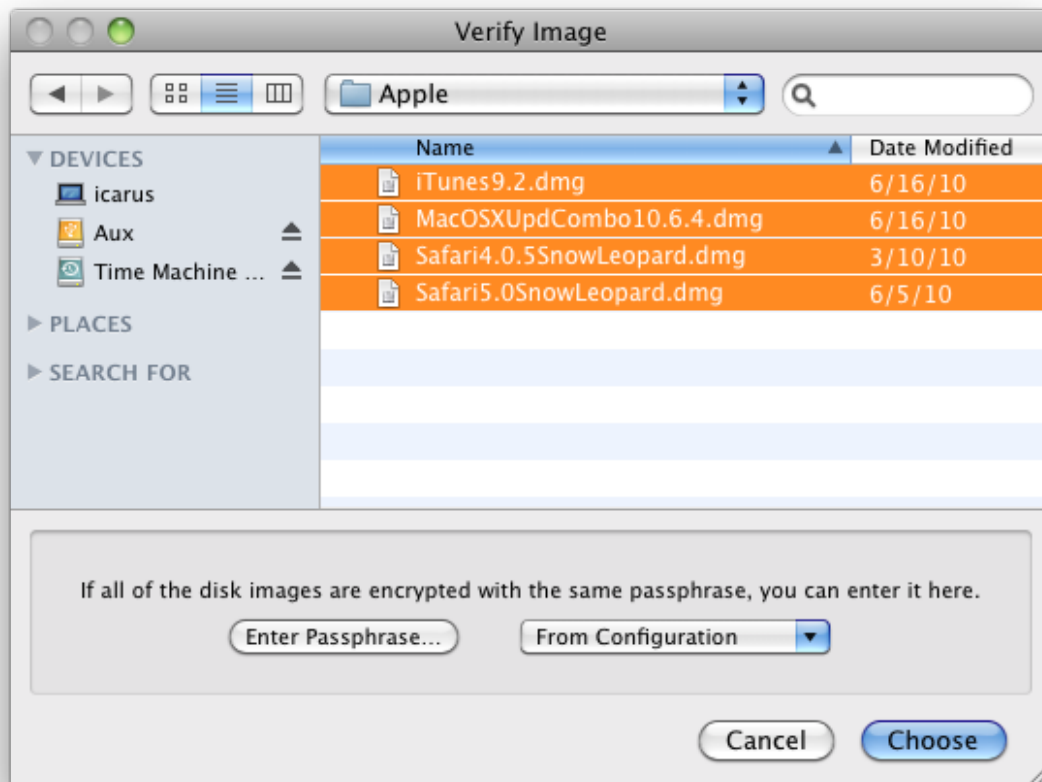 Verify Image
Apple
DEVICES
icarus
Aux
Time Machine ...
PLACES
SEARCH FOR
Name Date Modified
iTunes9.2.dmg 6/16/10
MacOSXUpdCombo10.6.4.dmg 6/16/10
Safari4.0.5SnowLeopard.dmg 3/10/10
Safari5.0SnowLeopard.dmg 6/5/10
If all of the disk images are encrypted with the same passphrase, you can enter it here.
Enter Passphrase... From Configuration
Cancel Choose